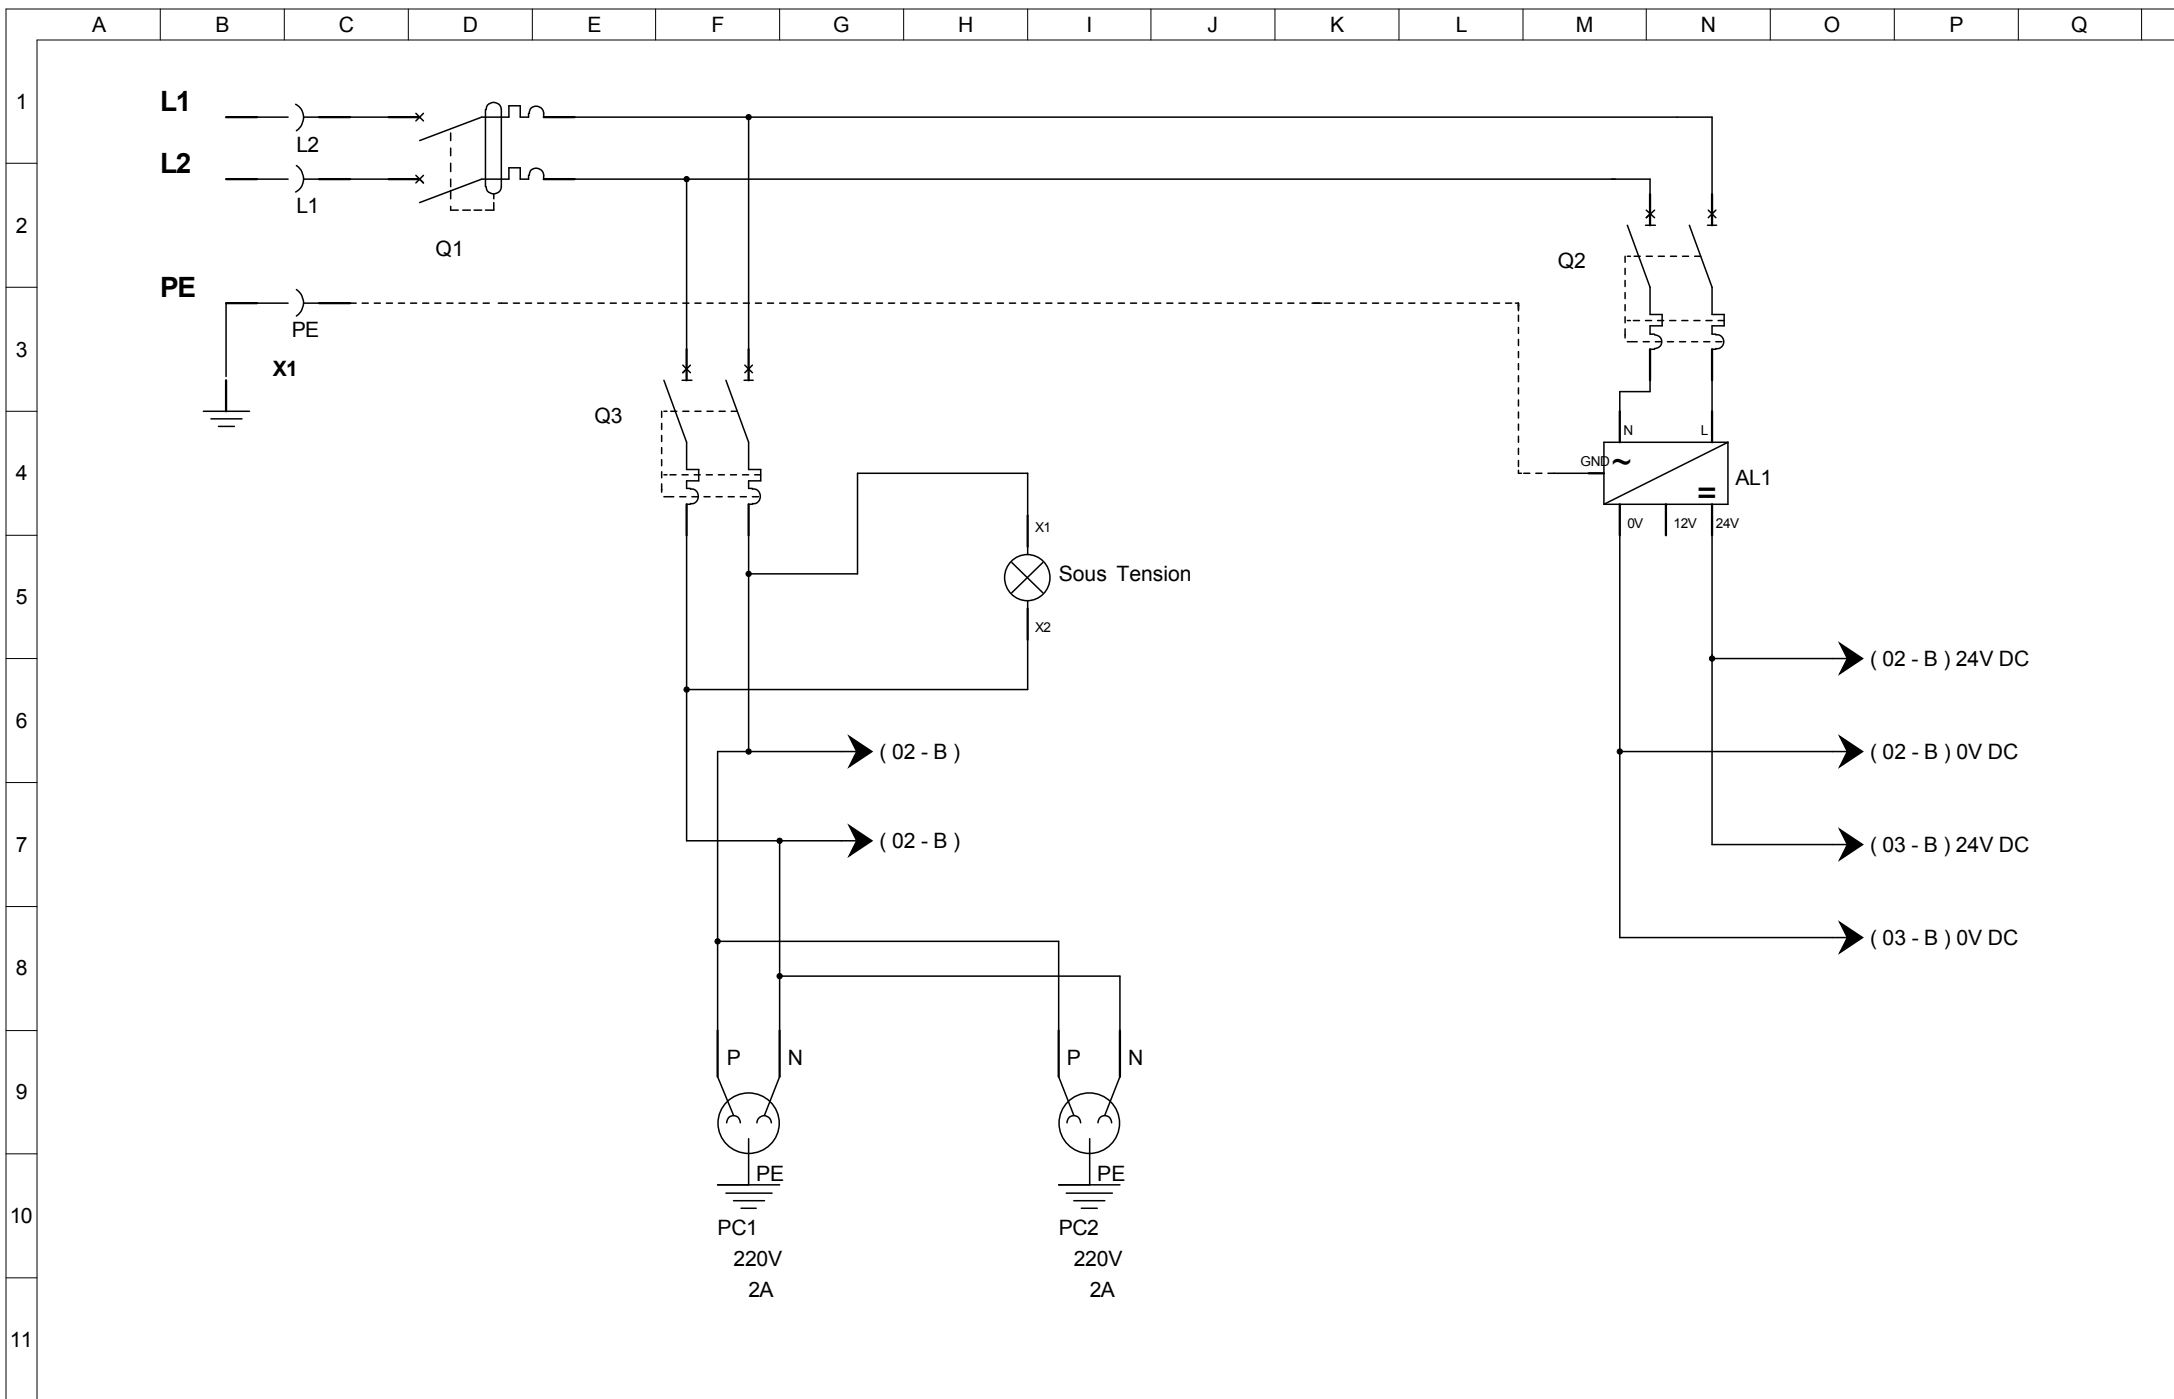 A B C D E F G H I J K L M N O P Q
1
L1
L2
L2
L1
2
Q1
Q2
PE
PE
3
X1
Q3
N L
4
GND ~
AL1
=
0V 12V 24V
X1
Sous Tension
5
X2
( 02 - B ) 24V DC
6
( 02 - B )
( 02 - B ) 0V DC
7
( 02 - B )
( 03 - B ) 24V DC
( 03 - B ) 0V DC
8
P N P N
9
PE PE
10
PC1 PC2
220V 220V
2A 2A
11